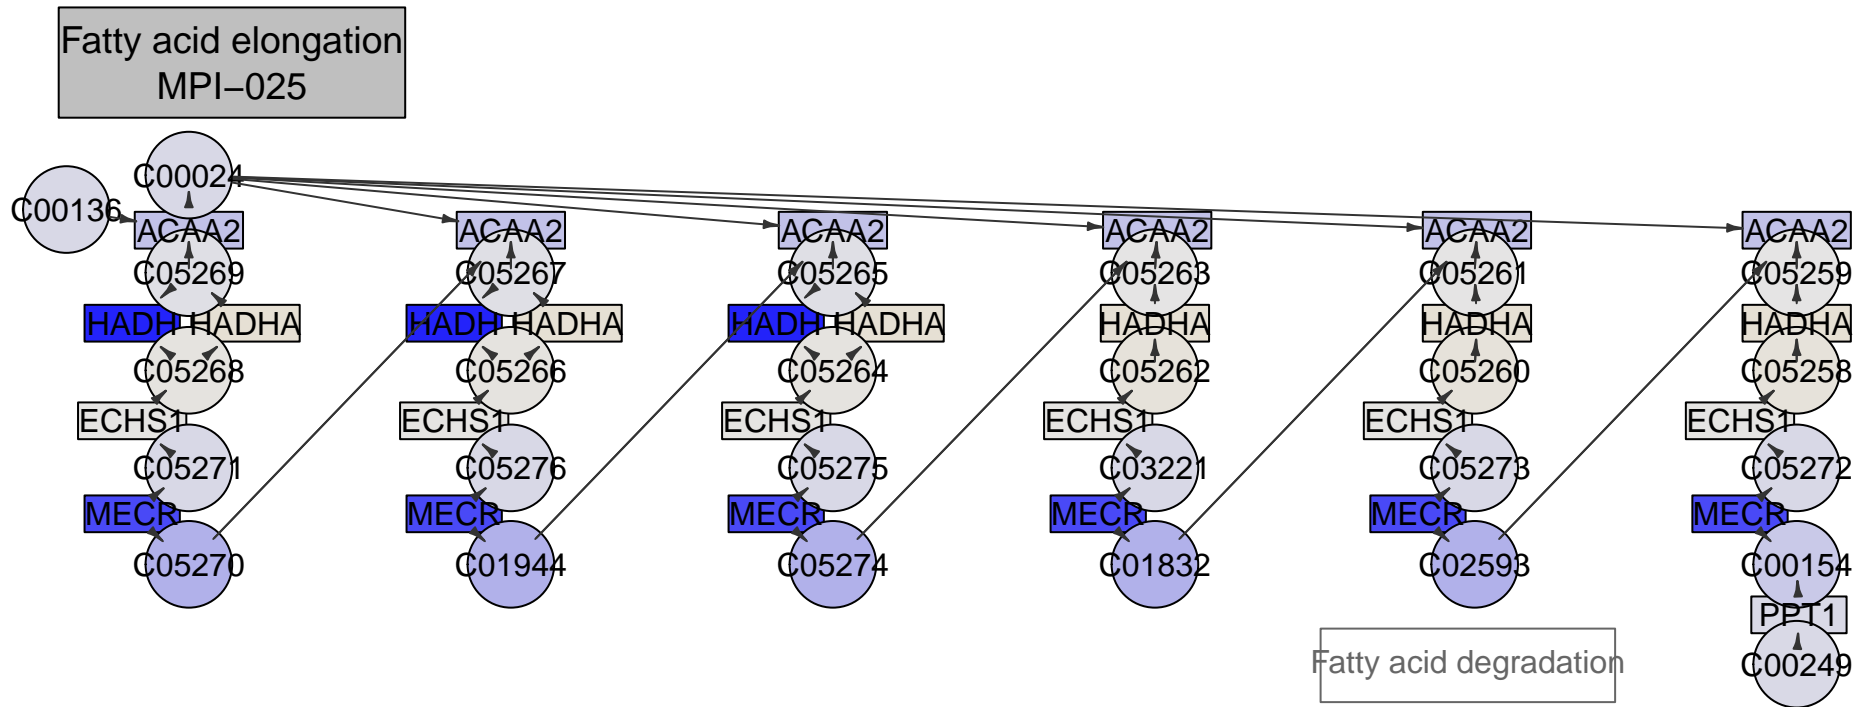 Fatty acid elongation
MPI−025
C00024
C00136
ACAA2 ACAA2 ACAA2 ACAA2 ACAA2 ACAA2
C05269 C05267 C05265 C05263 C05261 C05259
HADH HADHA HADH HADHA HADH HADHA HADHA HADHA HADHA
C05268 C05266 C05264 C05262 C05260 C05258
ECHS1 ECHS1 ECHS1 ECHS1 ECHS1 ECHS1
C05271 C05276 C05275 C03221 C05273 C05272
MECR MECR MECR MECR MECR MECR
C05270 C01944 C05274 C01832 C02593 C00154
PPT1
Fatty acid degradation C00249